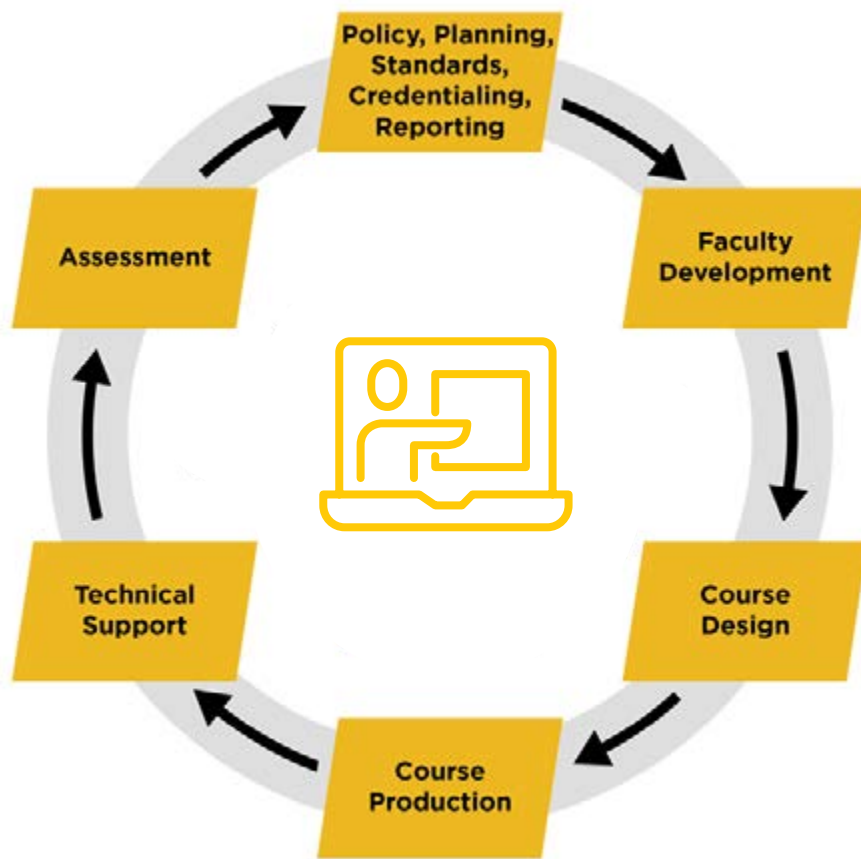 Policy, Planning,
Standards,
Credentialing,
Reporting
Faculty
Development
Course
Design
Course
Production
Technical
Support
Assessment